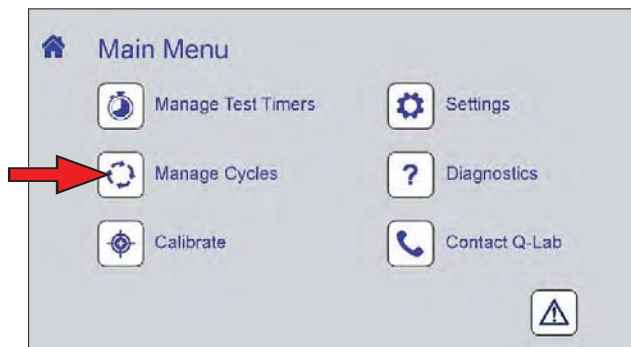 Main Menu
Manage Test Timers
Settings
Manage Cycles
? Diagnostics
Calibrate
Contact Q-Lab